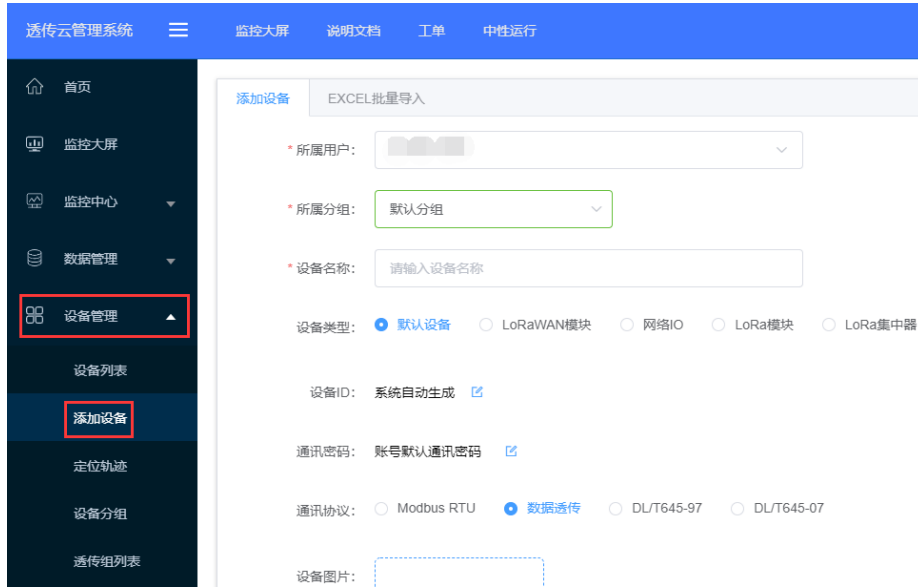 透传云管理系统 监控大屏 说明文档 工单 中性运行
首页
监控大屏
监控中心
数据管理
设备管理
设备列表
添加设备
定位轨迹
设备分组
透传组列表
添加设备 EXCEL批量导入
* 所属用户：
* 所属分组： 默认分组
* 设备名称： 请输入设备名称
设备类型： 默认设备 LoRaWAN模块 网络IO LoRa模块 LoRa集中器
设备ID： 系统自动生成
通讯密码： 账号默认通讯密码
通讯协议： Modbus RTU 数据透传 DL/T645-97 DL/T645-07
设备图片：